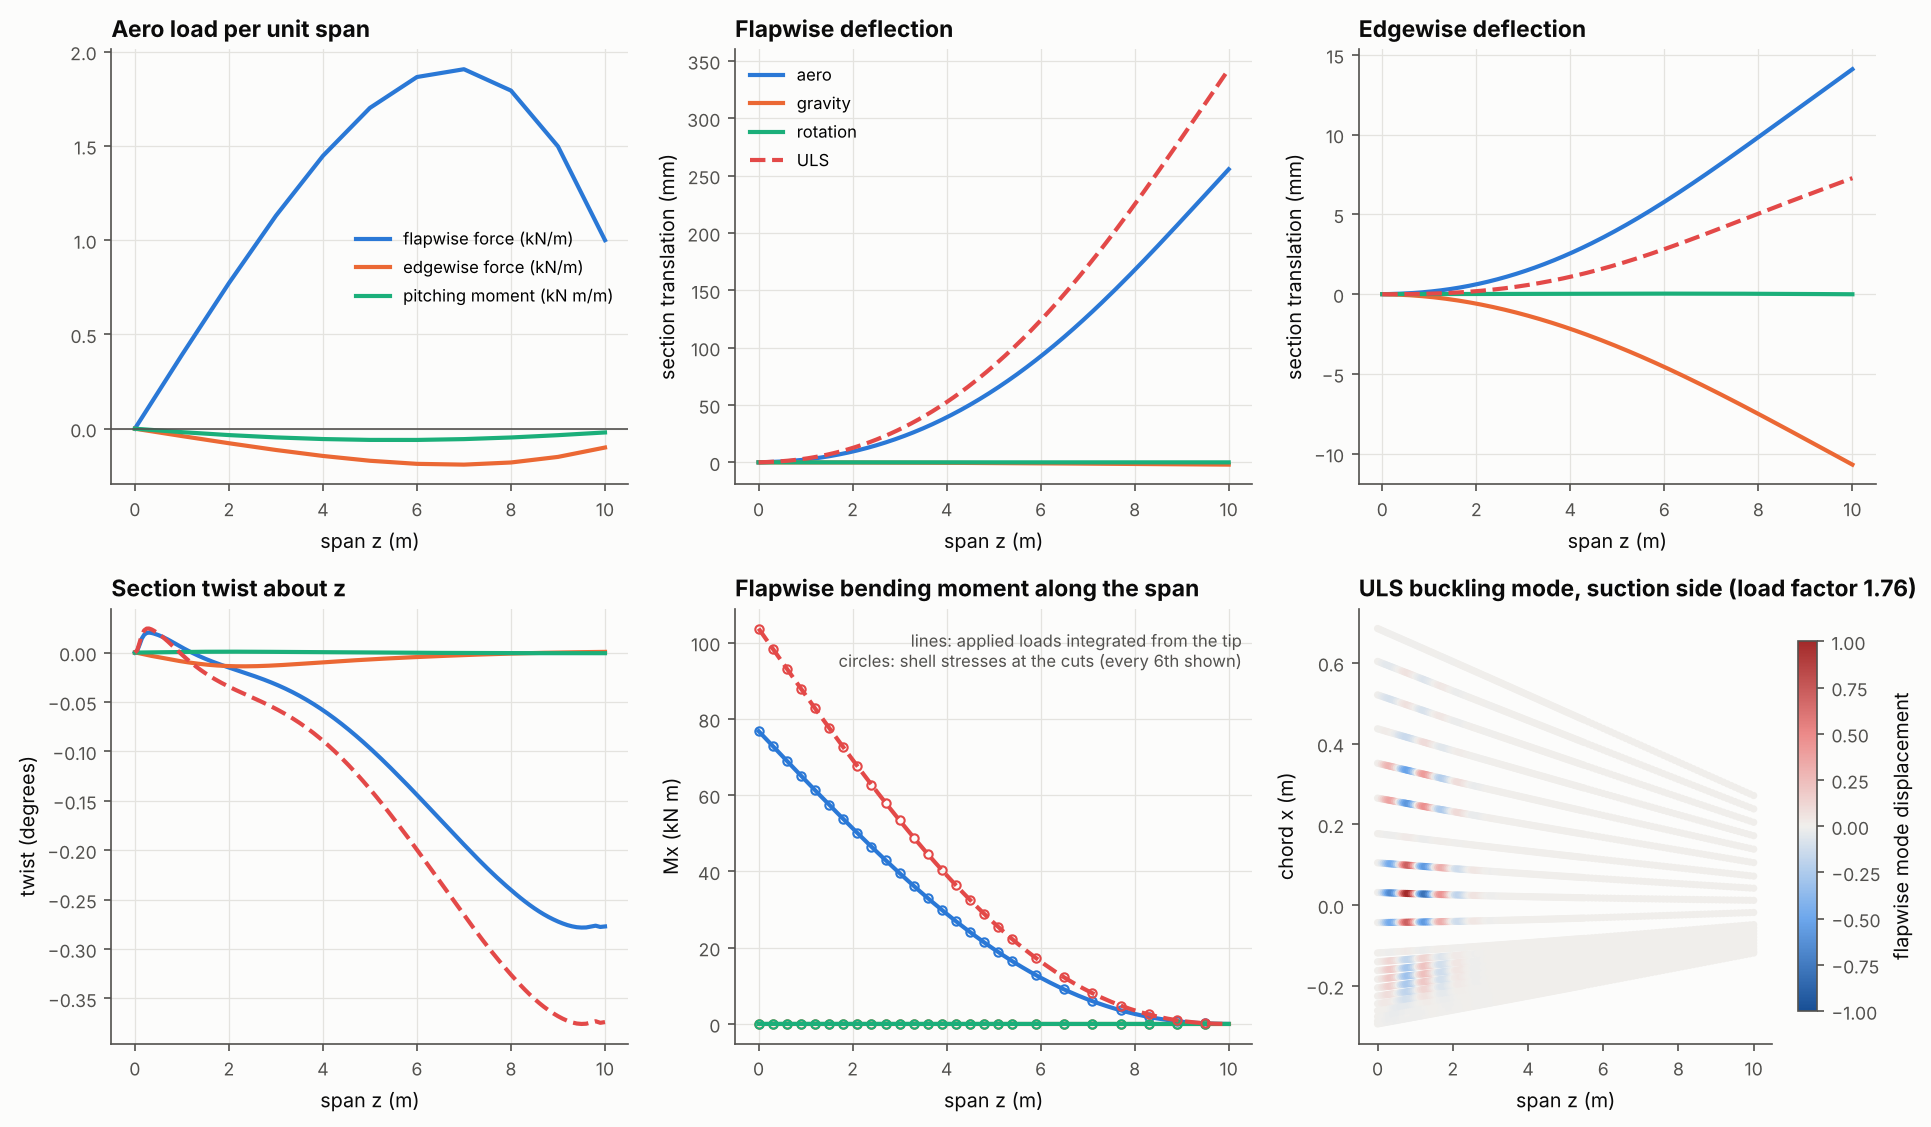 Aero load per unit span
2.0
1.5
1.0
0.5
0.0
flapwise force (kN/m)
edgewise force (kN/m)
pitching moment (kN m/m)
0 2 4 6 8 10
span z (m)
Flapwise deflection
section translation (mm)
350
300
250
200
150
100
50
0
aero
gravity
rotation
ULS
0 2 4 6 8 10
span z (m)
Edgewise deflection
section translation (mm)
15
10
5
0
−5
−10
0 2 4 6 8 10
span z (m)
Section twist about z
twist (degrees)
0.00
−0.05
−0.10
−0.15
−0.20
−0.25
−0.30
−0.35
0 2 4 6 8 10
span z (m)
Flapwise bending moment along the span
Mx (kN m)
100
80
60
40
20
0
lines: applied loads integrated from the tip
circles: shell stresses at the cuts (every 6th shown)
0 2 4 6 8 10
span z (m)
ULS buckling mode, suction side (load factor 1.76)
chord x (m)
0.6
0.4
0.2
0.0
−0.2
0 2 4 6 8 10
span z (m)
1.00
0.75
0.50
0.25
0.00
−0.25
−0.50
−0.75
−1.00
flapwise mode displacement